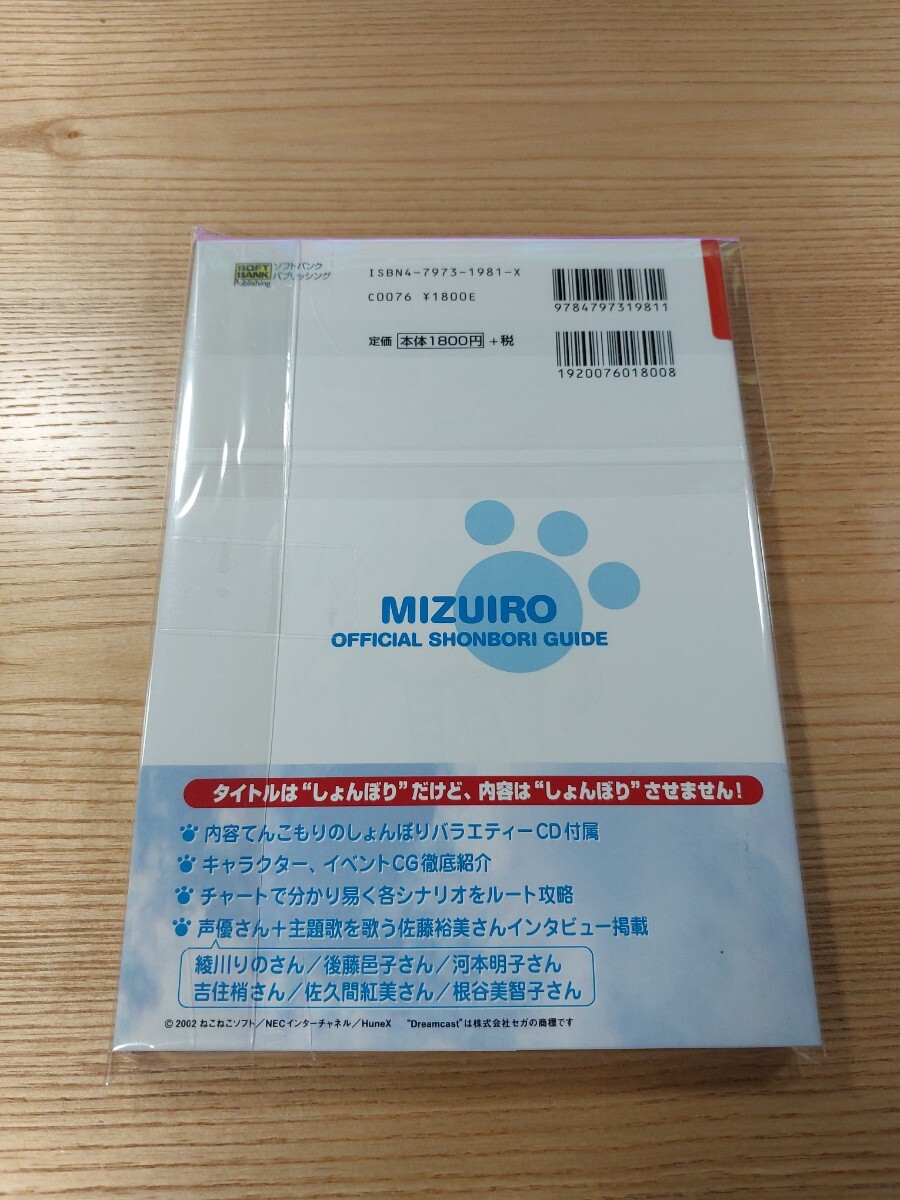 SOFT BANK Publishing
ソフトバンク
パブリッシング
ISBN4-7973-1981-X
C0076 ¥1800E
定価 本体1800円 +税
9784797319811
1920076018008
MIZUIRO
OFFICIAL SHONBORI GUIDE
タイトルは“しょんぼり”だけど、内容は“しょんぼり”させません！
内容てんこもりのしょんぼりバラエティーCD付属
キャラクター、イベントCG徹底紹介
チャートで分かり易く各シナリオをルート攻略
声優さん＋主題歌を歌う佐藤裕美さんインタビュー掲載
綾川りのさん／後藤邑子さん／河本明子さん
吉住梢さん／佐久間紅美さん／根谷美智子さん
© 2002 ねこねこソフト／NECインターチャネル／HuneX "Dreamcast"は株式会社セガの商標です